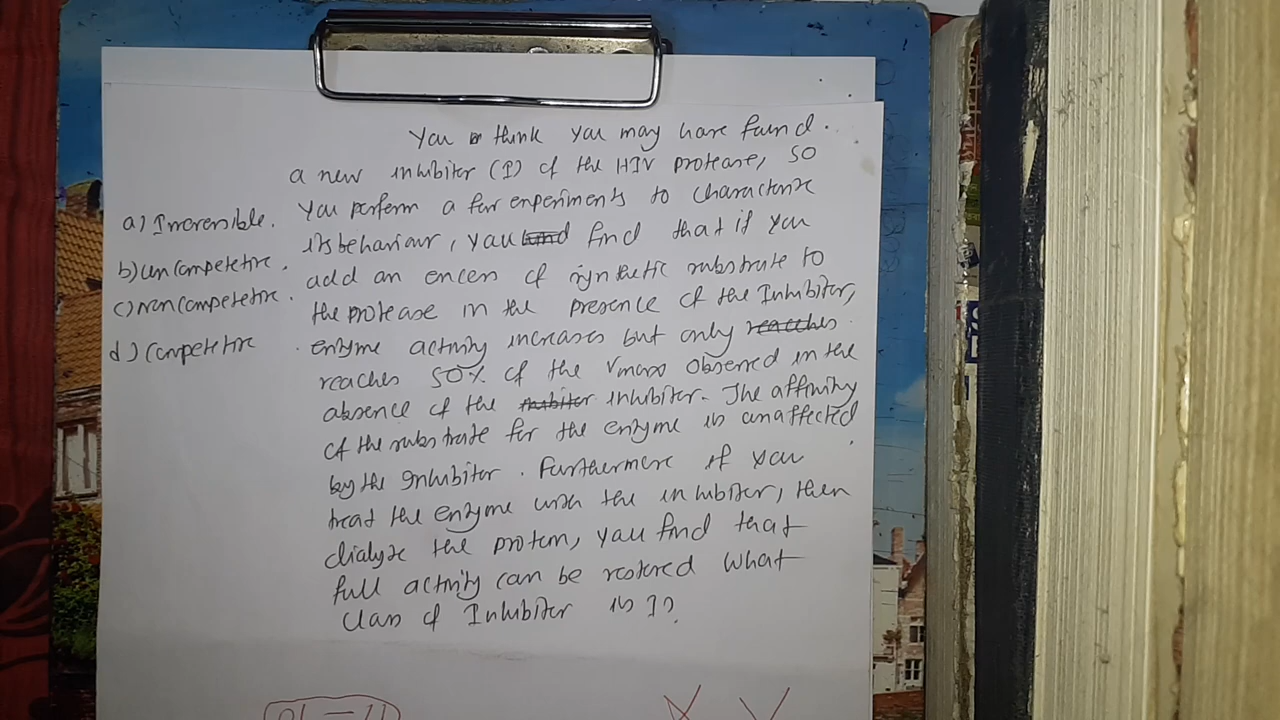 You think you may have found.
a new inhibitor (I) of the HIV protease, so
you perform a few experiments to characterize
its behaviour, you find that if you
add an excess of synthetic substrate to
the protease in the presence of the Inhibitor,
enzyme activity increases but only reaches
reaches 50% of the Vmax observed in the
absence of the inhibitor inhibitor. The affinity
of the substrate for the enzyme is unaffected
by the Inhibitor. Furthermore if you
treat the enzyme with the inhibitor, then
dialyze the protein, you find that
full activity can be restored what
class of Inhibitor is I?
a) Irreversible.
b) un competetive.
c) non competetive.
d) competetive